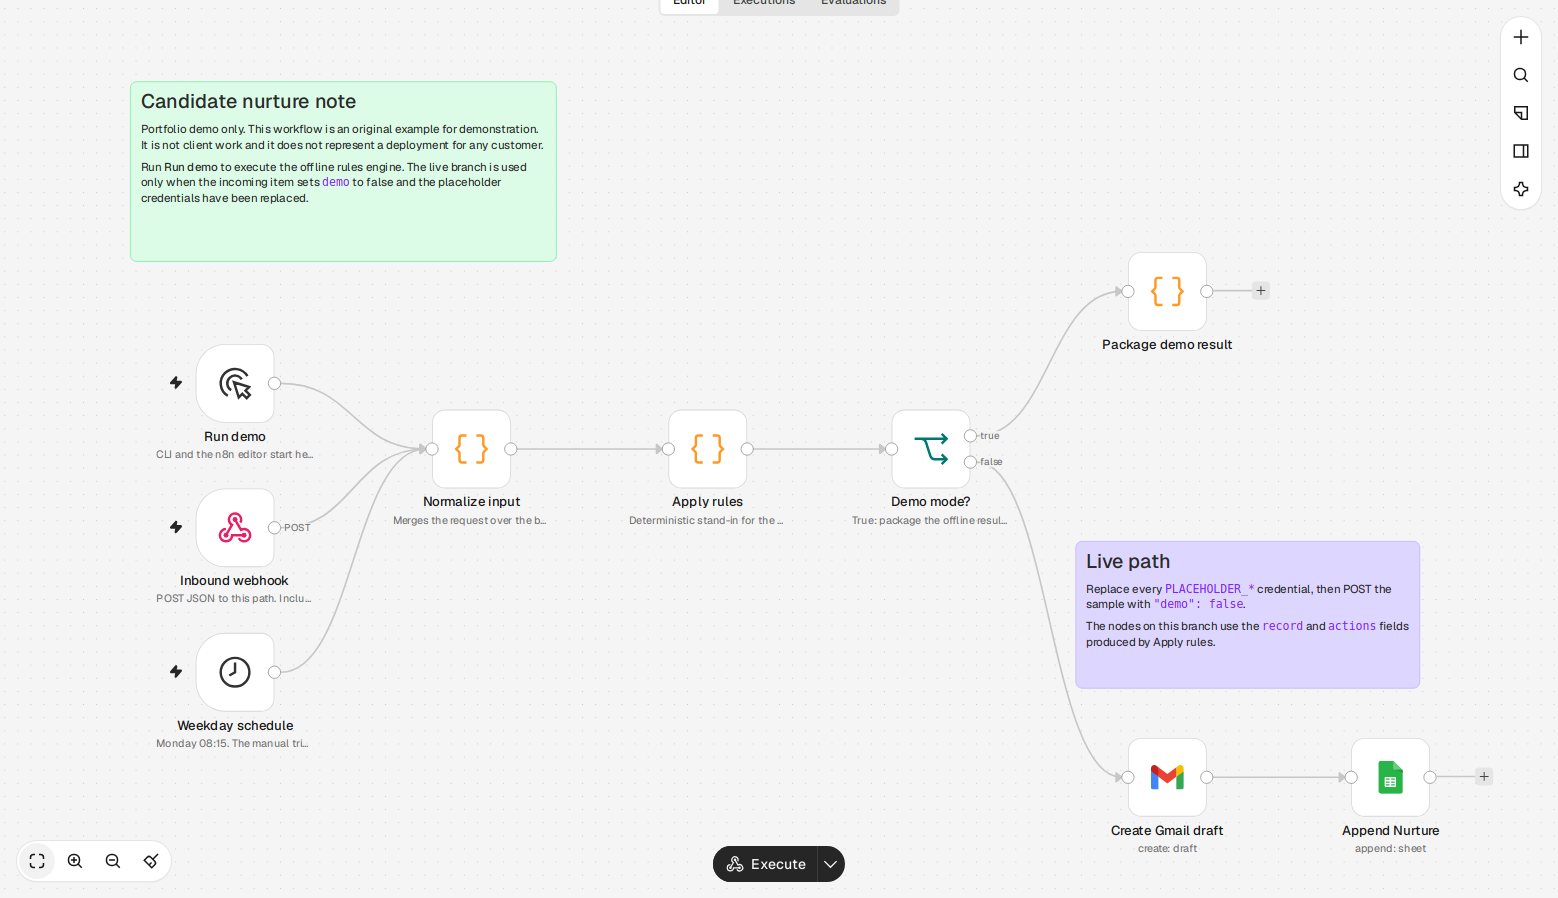 Editor
Executions
Evaluations
Candidate nurture note
Portfolio demo only. This workflow is an original example for demonstration.
It is not client work and it does not represent a deployment for any customer.
Run Run demo to execute the offline rules engine. The live branch is used
only when the incoming item sets demo to false and the placeholder
credentials have been replaced.
Package demo result
Run demo
CLI and the n8n editor start he...
POST
Inbound webhook
POST JSON to this path. Inclu...
Weekday schedule
Monday 08:15. The manual tri...
Normalize input
Merges the request over the b...
Apply rules
Deterministic stand-in for the ...
true
false
Demo mode?
True: package the offline resul...
Live path
Replace every PLACEHOLDER_* credential, then POST the
sample with "demo": false.
The nodes on this branch use the record and actions fields
produced by Apply rules.
Create Gmail draft
create: draft
Append Nurture
append: sheet
Execute